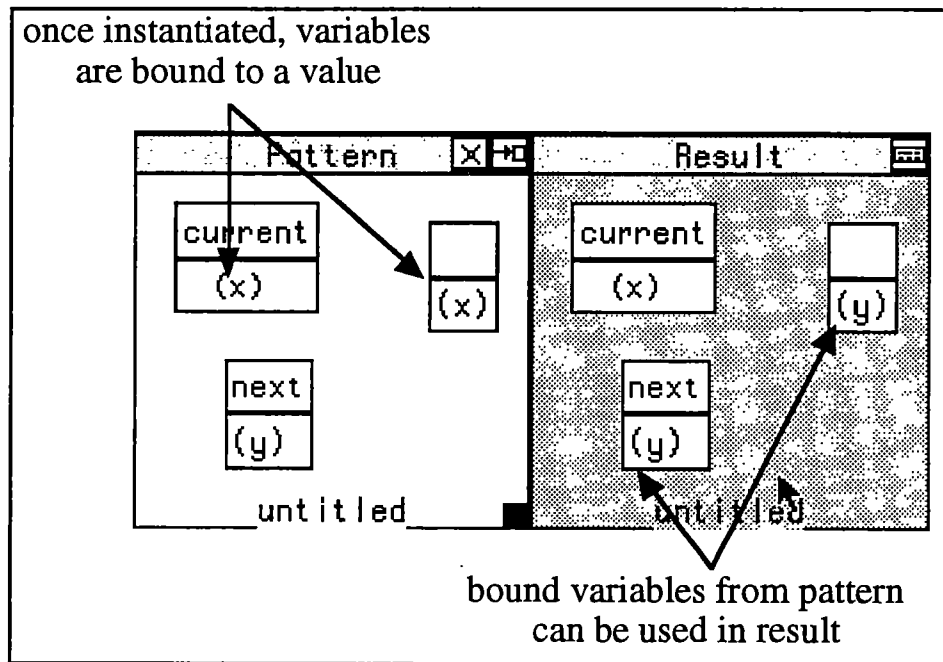 once instantiated, variables
are bound to a value
Pattern
Result
current
(x)
(x)
next
(y)
untitled
current
(x)
(y)
next
(y)
untitled
bound variables from pattern
can be used in result